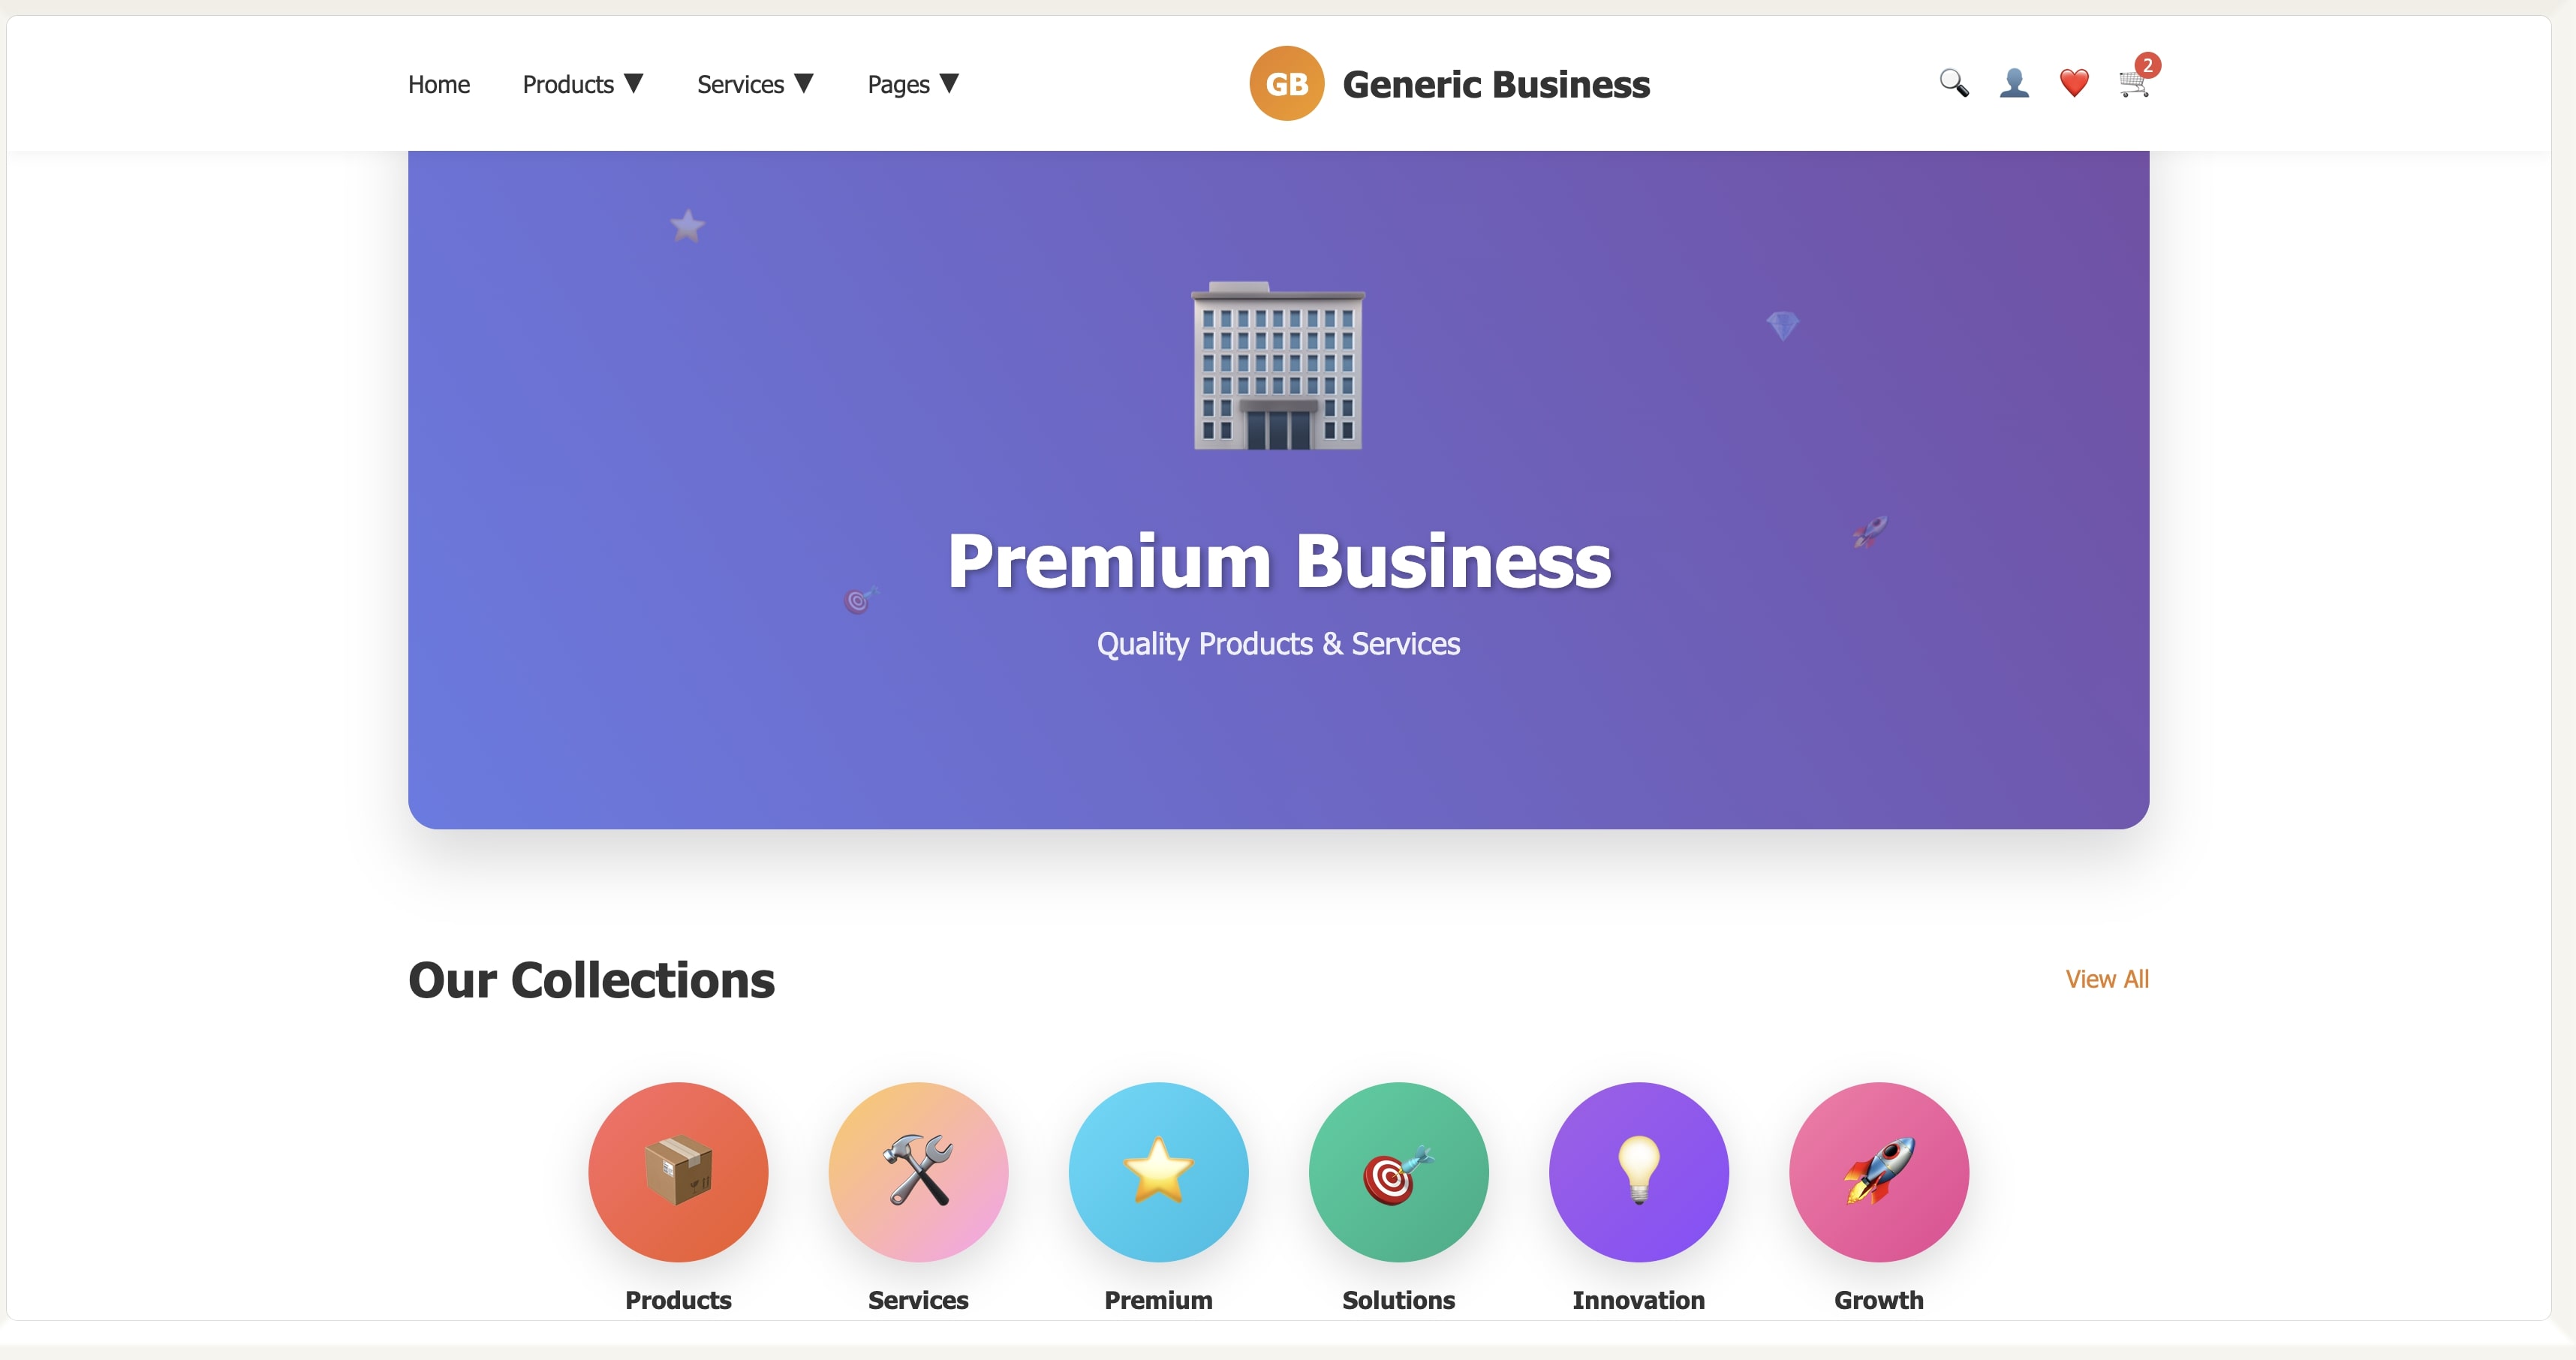 Home
Products ▼
Services ▼
Pages ▼
GB
Generic Business
2
Premium Business
Quality Products & Services
Our Collections
View All
Products
Services
Premium
Solutions
Innovation
Growth